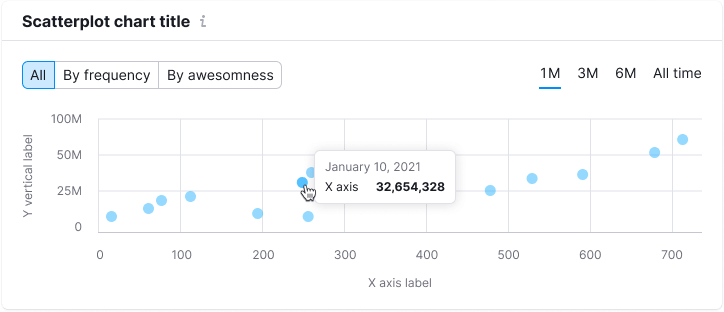 Scatterplot chart title i
All By frequency By awesomness 1M 3M 6M All time
Y vertical label
100M
50M
25M
0
January 10, 2021
X axis 32,654,328
0 100 200 300 400 500 600 700
X axis label